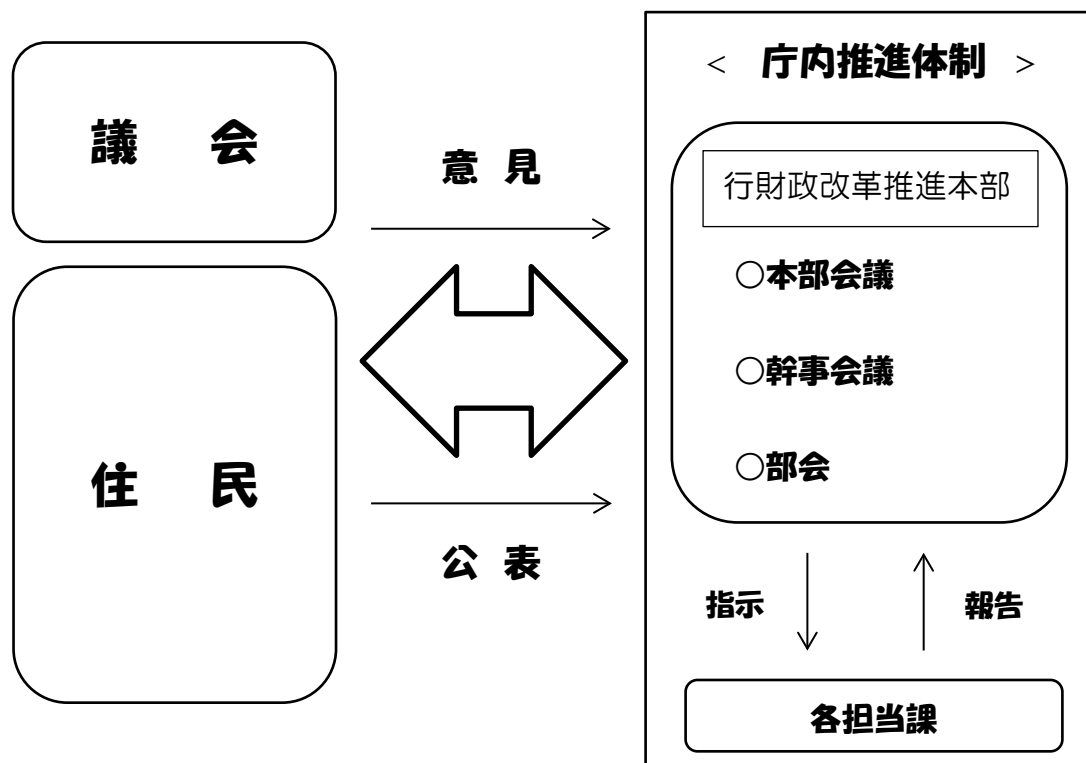 議会
住民
意見
公表
< 庁内推進体制 >
行財政改革推進本部
○本部会議
○幹事会議
○部会
指示
報告
各担当課